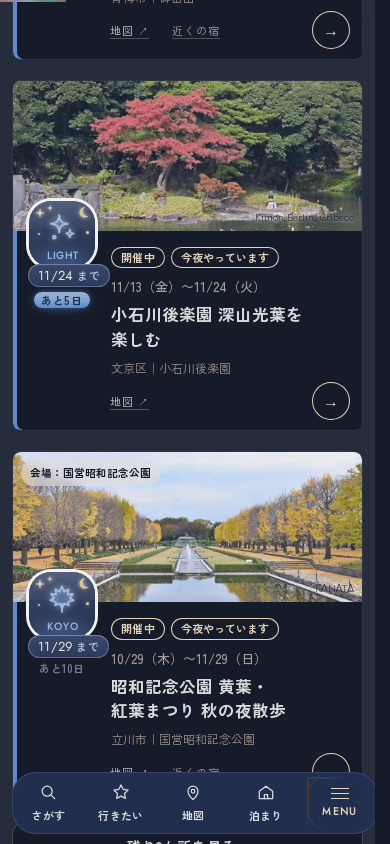 地図 ↗ 近くの宿
→
Kimon Berlin, Gabeco
LIGHT
11/24 まで
あと5日
開催中 今夜やっています
11/13（金）〜11/24（火）
小石川後楽園 深山光葉を
楽しむ
文京区｜小石川後楽園
地図 ↗
→
会場：国営昭和記念公園
KANATA
KOYO
11/29 まで
あと10日
開催中 今夜やっています
10/29（木）〜11/29（日）
昭和記念公園 黄葉・
紅葉まつり 秋の夜散歩
立川市｜国営昭和記念公園
さがす
行きたい
地図
泊まり
MENU